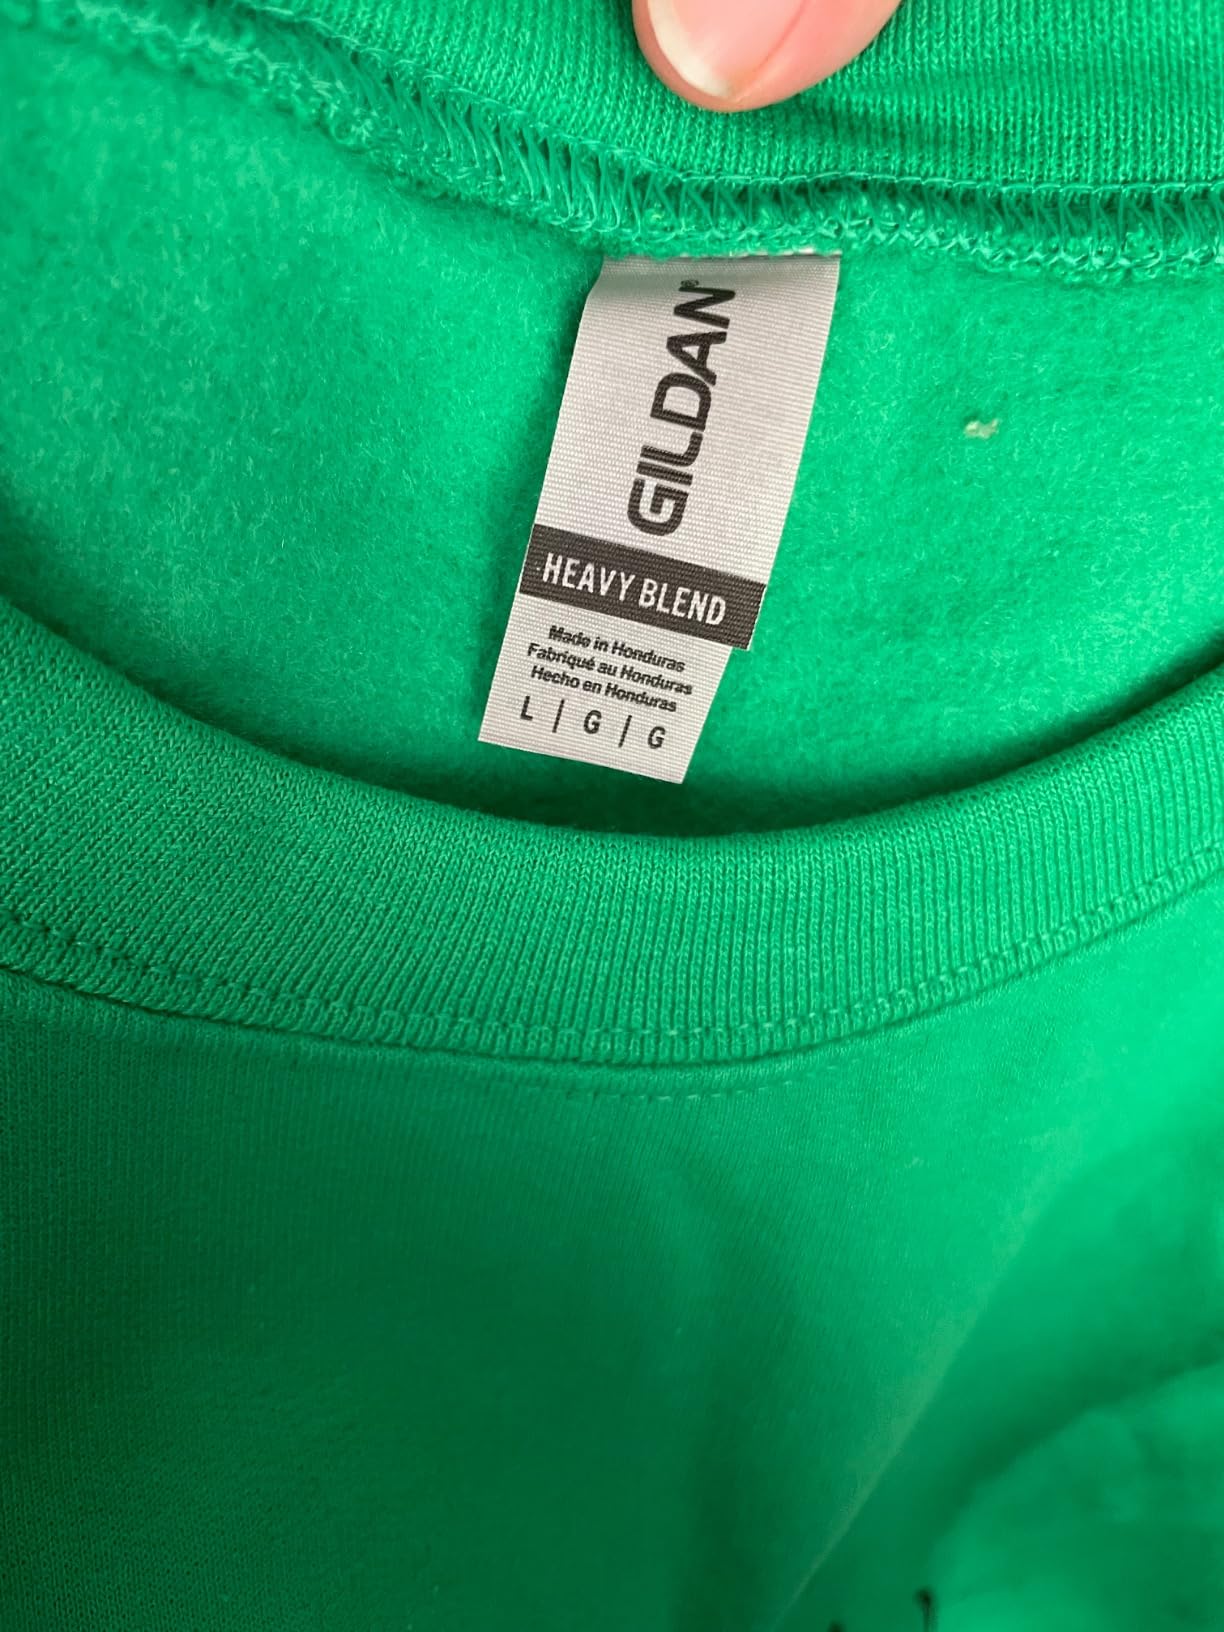 GILDAN®
HEAVY BLEND
Made in Honduras
Fabriqué au Honduras
Hecho en Honduras
L | G | G